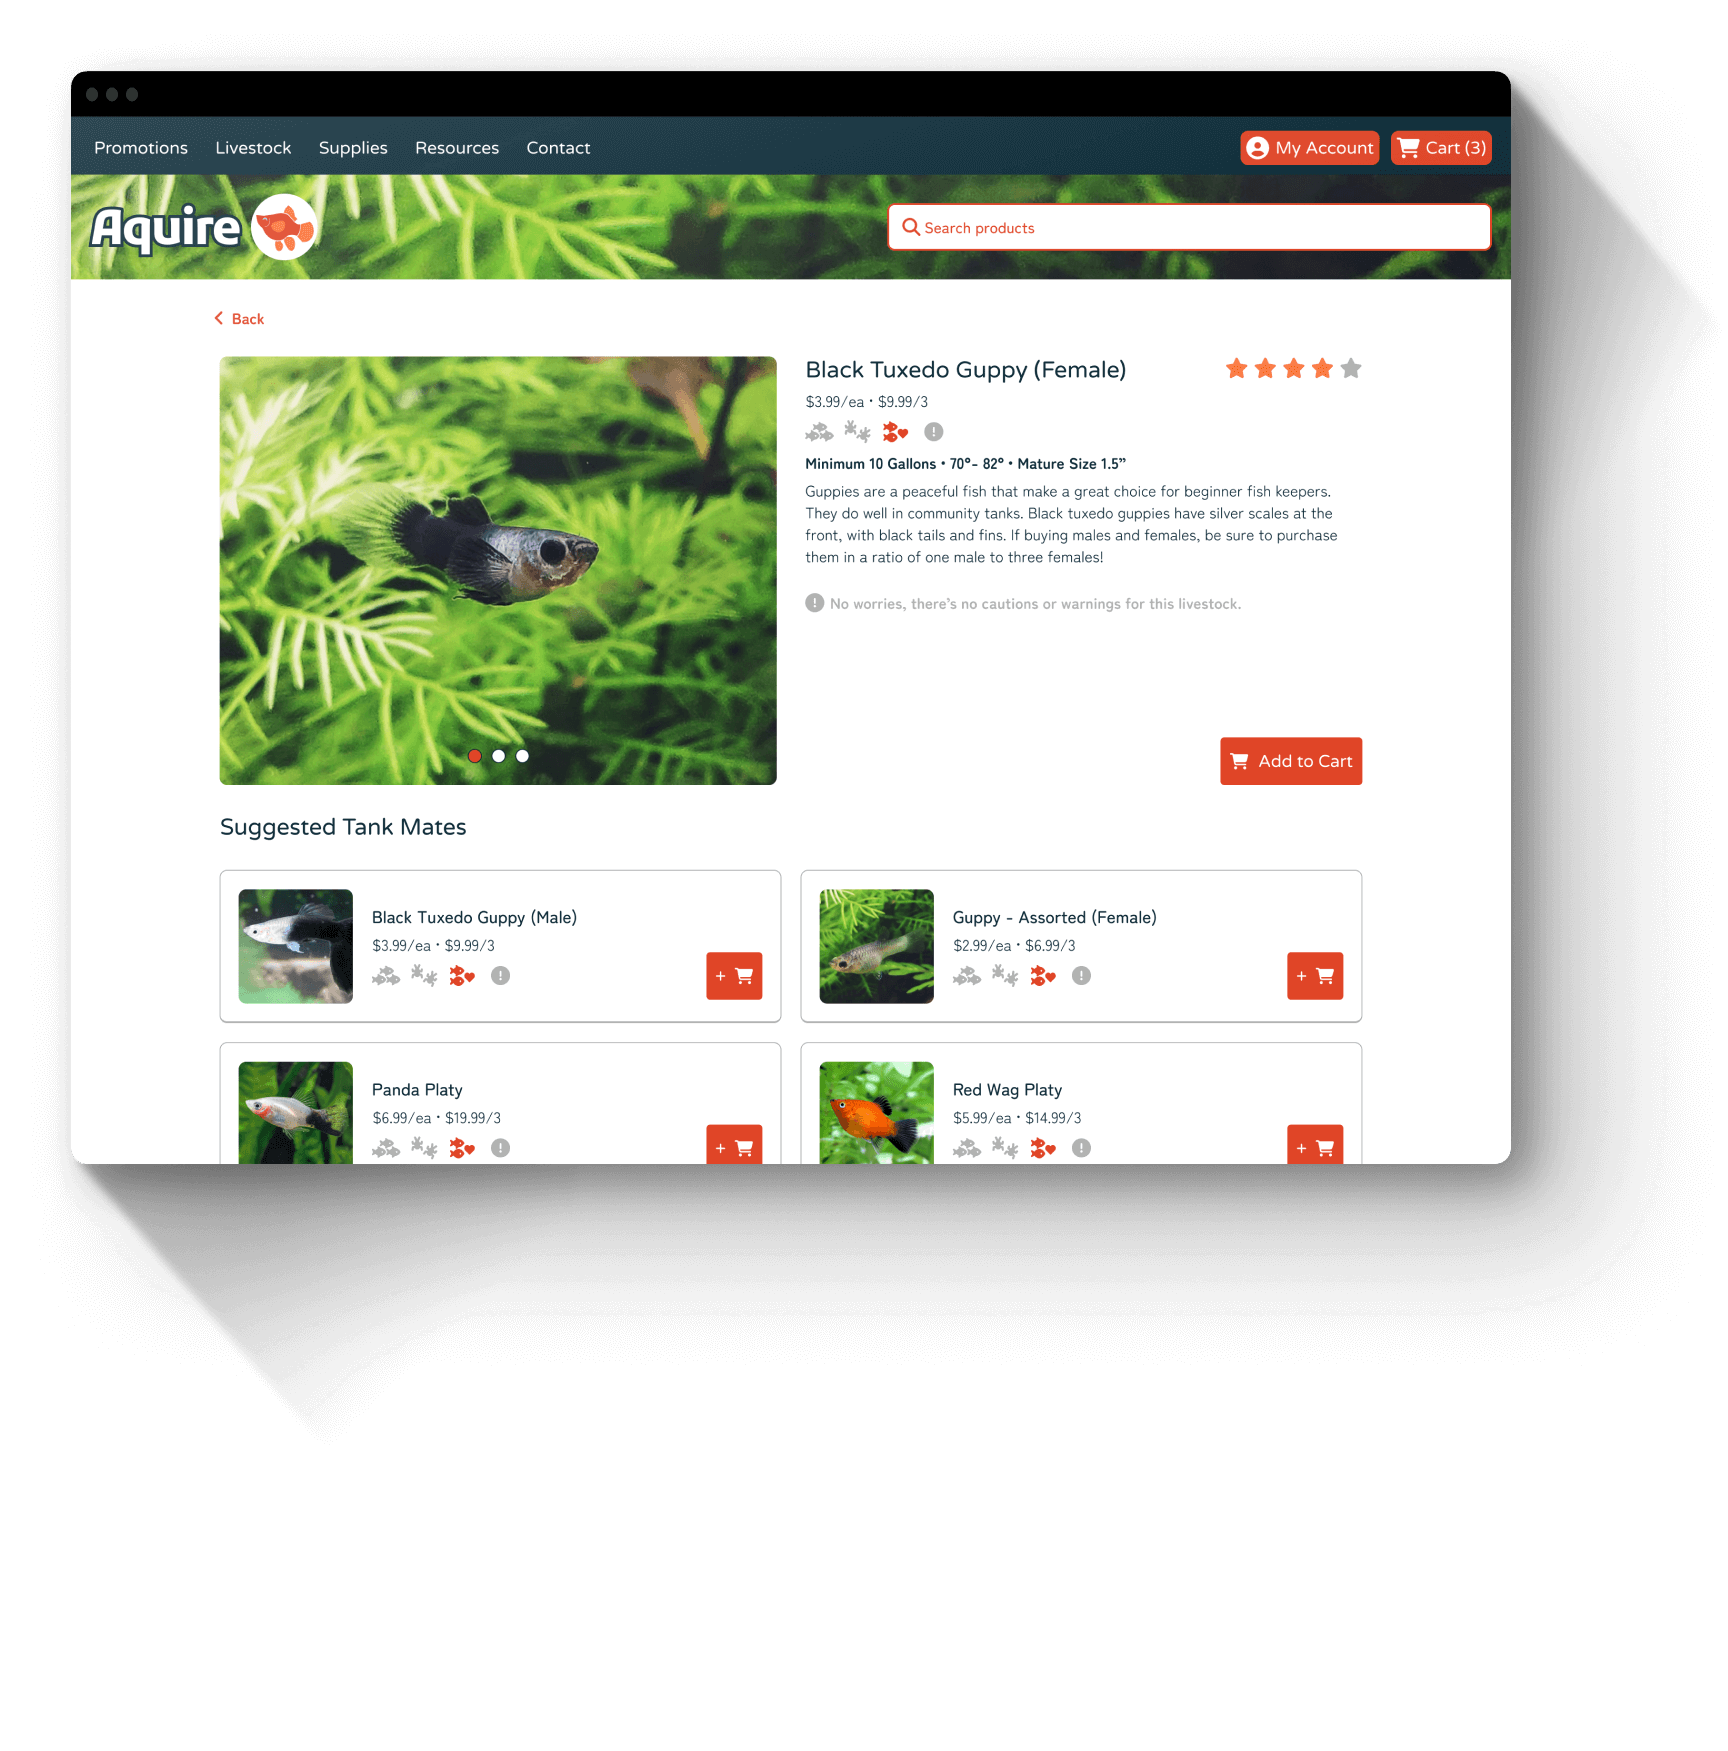 Promotions Livestock Supplies Resources Contact My Account Cart (3)
Aquire Search products
Back
Black Tuxedo Guppy (Female)
$3.99/ea • $9.99/3
Minimum 10 Gallons • 70°- 82° • Mature Size 1.5”
Guppies are a peaceful fish that make a great choice for beginner fish keepers.
They do well in community tanks. Black tuxedo guppies have silver scales at the
front, with black tails and fins. If buying males and females, be sure to purchase
them in a ratio of one male to three females!
No worries, there’s no cautions or warnings for this livestock.
Add to Cart
Suggested Tank Mates
Black Tuxedo Guppy (Male)
$3.99/ea • $9.99/3
+
Guppy - Assorted (Female)
$2.99/ea • $6.99/3
+
Panda Platy
$6.99/ea • $19.99/3
+
Red Wag Platy
$5.99/ea • $14.99/3
+